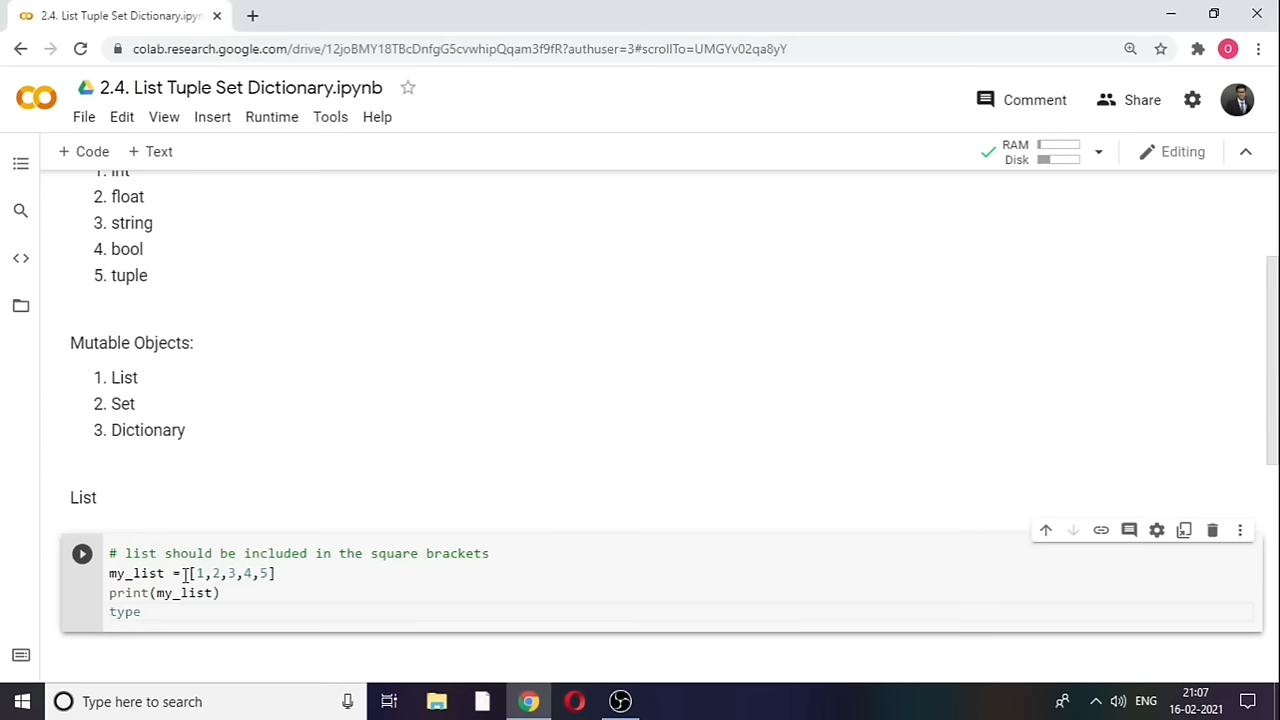 2.4. List Tuple Set Dictionary.ipyn
colab.research.google.com/drive/12joBMY18TBcDnfgG5cvwhipQqam3f9fR?authuser=3#scrollTo=UMGYv02qa8yY
O
2.4. List Tuple Set Dictionary.ipynb
File Edit View Insert Runtime Tools Help
Comment Share
+ Code + Text
RAM
Disk
Editing
1. int
2. float
3. string
4. bool
5. tuple
Mutable Objects:
1. List
2. Set
3. Dictionary
List
# list should be included in the square brackets
my_list = [1,2,3,4,5]
print(my_list)
type
Type here to search
ENG
21:07
16-02-2021